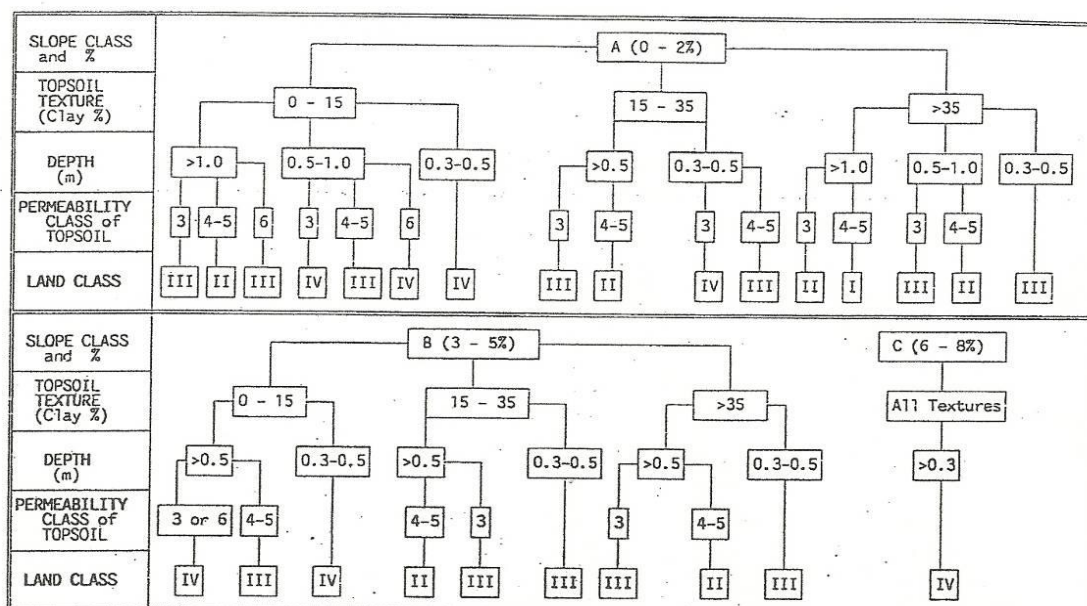 SLOPE CLASS
and %
A (0 - 2%)
TOPSOIL
TEXTURE
(Clay %)
0 - 15
15 - 35
>35
DEPTH
(m)
>1.0
0.5-1.0
0.3-0.5
>0.5
0.3-0.5
>1.0
0.5-1.0
0.3-0.5
PERMEABILITY
CLASS of
TOPSOIL
3
4-5
6
3
4-5
6
3
4-5
3
4-5
3
4-5
3
4-5
LAND CLASS
III
II
III
IV
III
IV
IV
III
II
IV
III
II
I
III
II
III
SLOPE CLASS
and %
B (3 - 5%)
C (6 - 8%)
TOPSOIL
TEXTURE
(Clay %)
0 - 15
15 - 35
>35
All Textures
DEPTH
(m)
>0.5
0.3-0.5
>0.5
0.3-0.5
>0.5
0.3-0.5
>0.3
PERMEABILITY
CLASS of
TOPSOIL
3 or 6
4-5
4-5
3
3
4-5
LAND CLASS
IV
III
IV
II
III
III
III
II
III
IV